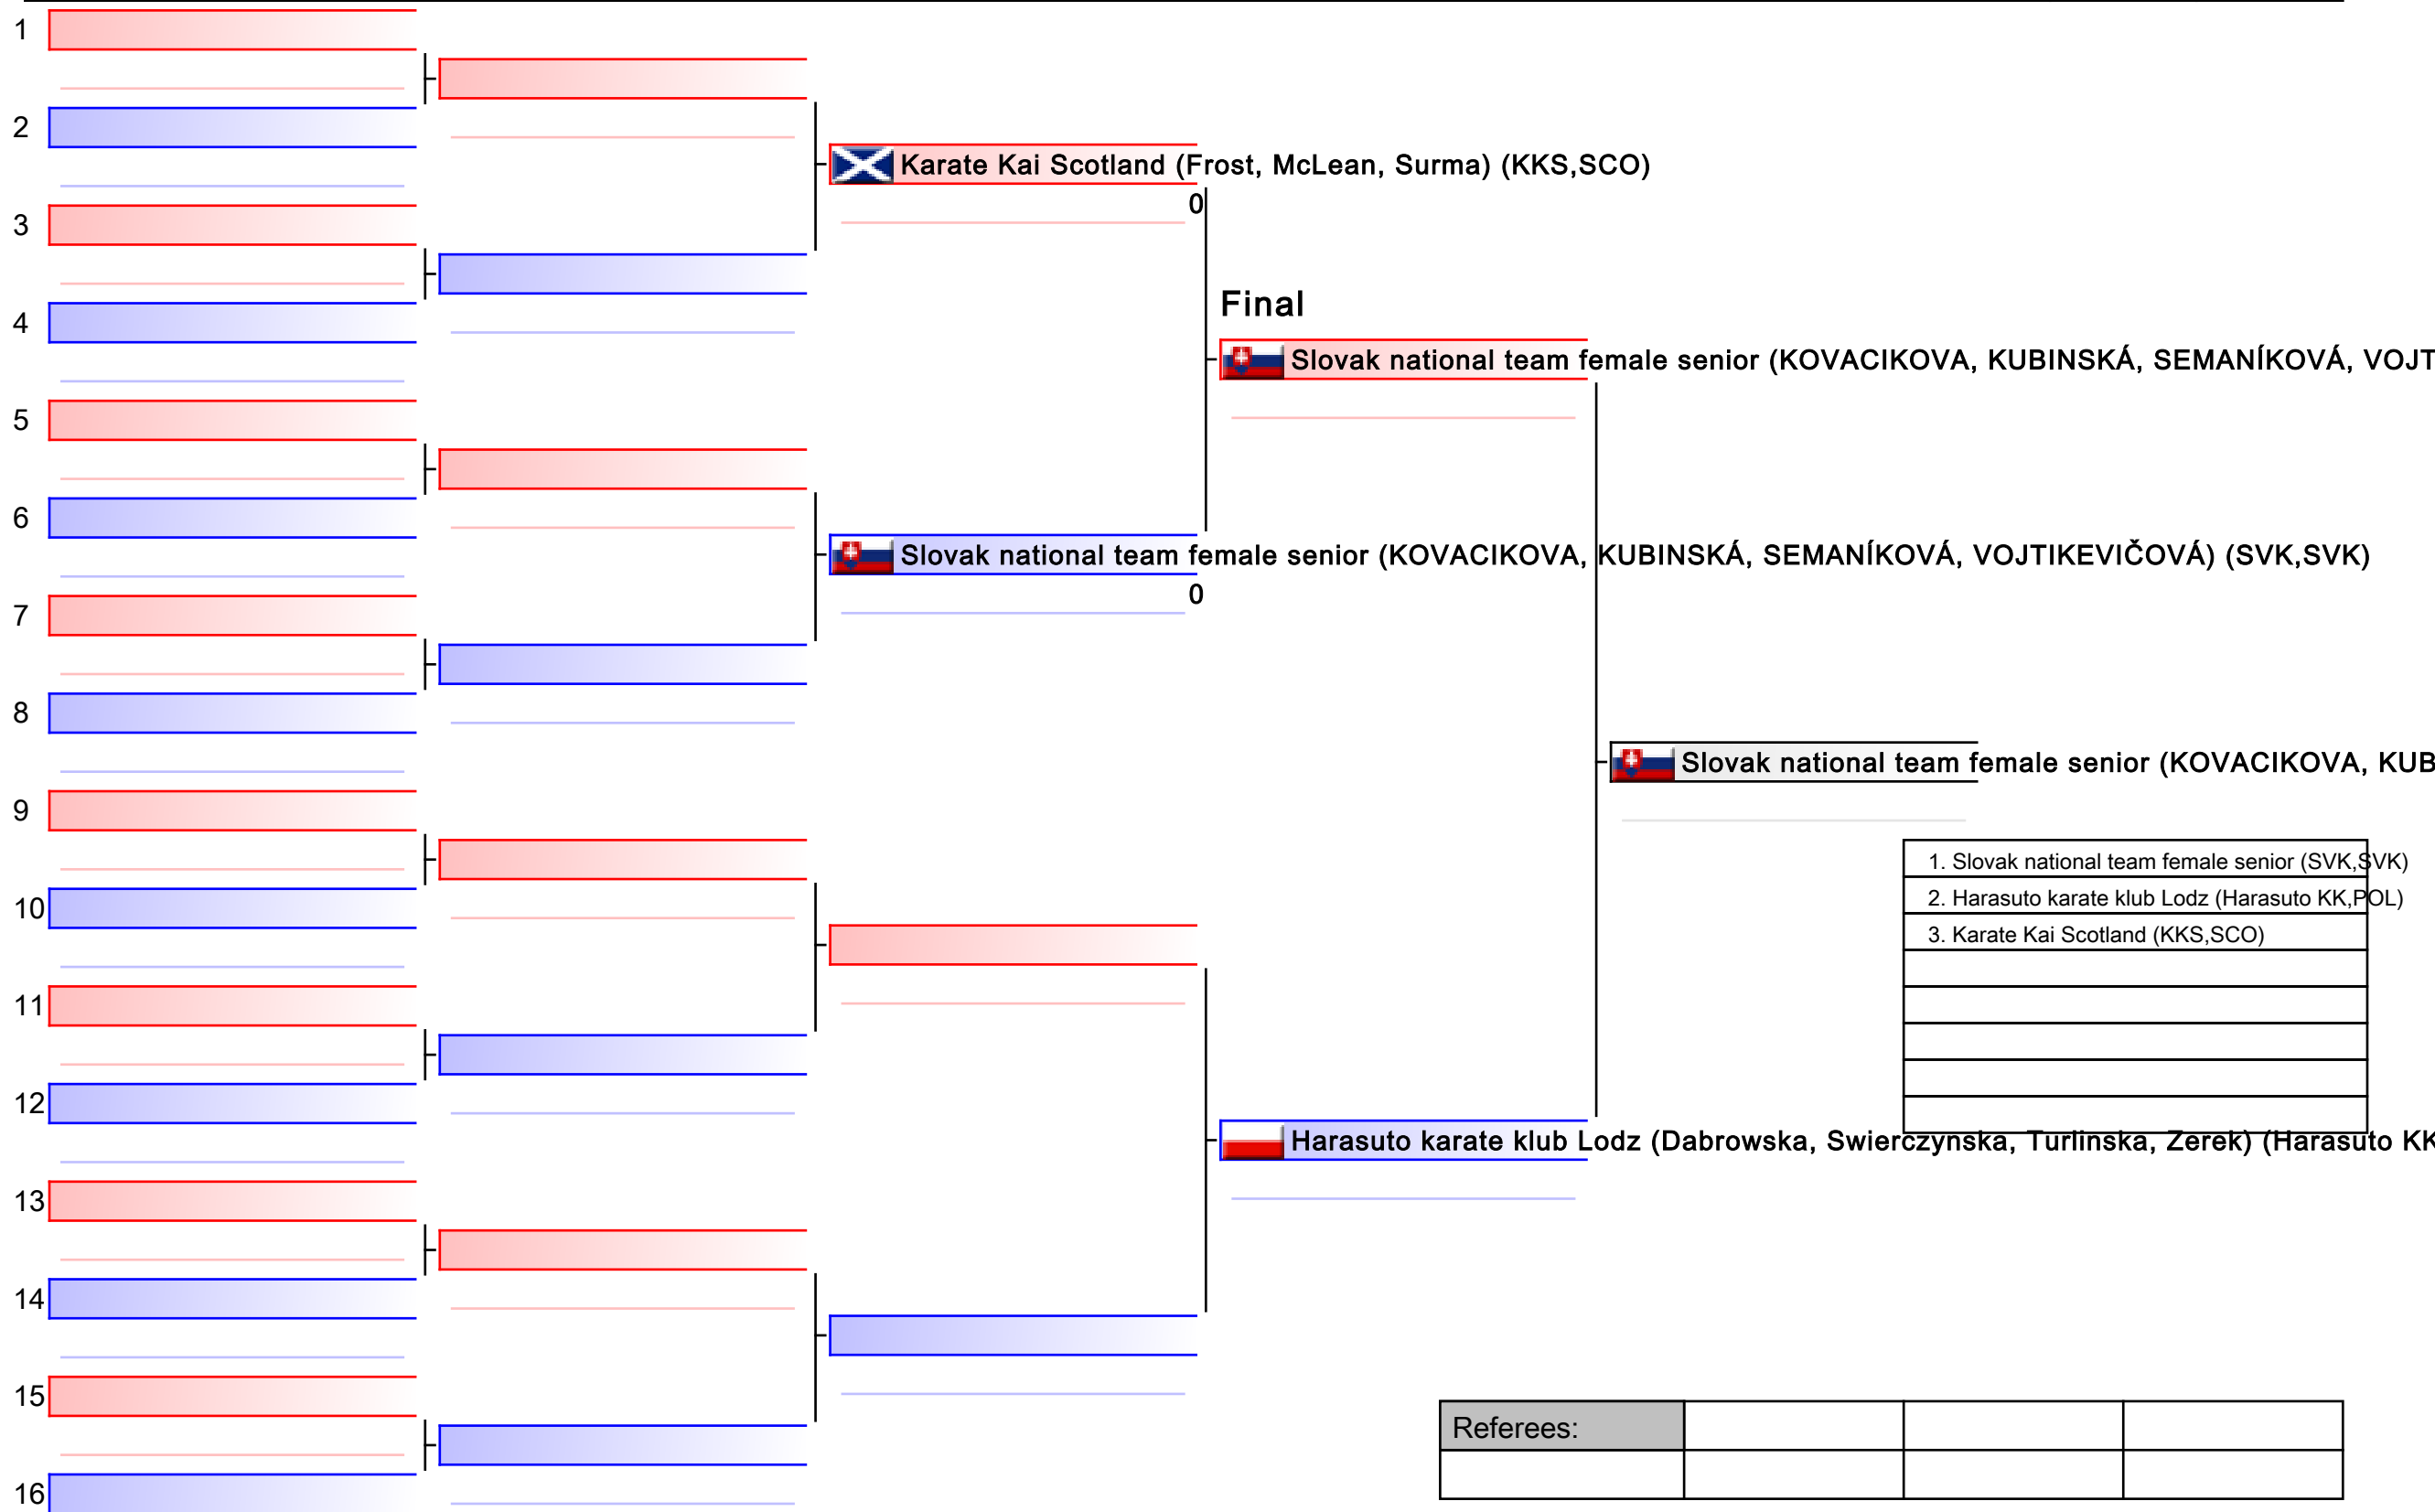 1
2
Karate Kai Scotland (Frost, McLean, Surma) (KKS,SCO)
0
3
Final
4
Slovak national team female senior (KOVACIKOVA, KUBINSKÁ, SEMANÍKOVÁ, VOJT
5
6
Slovak national team female senior (KOVACIKOVA, KUBINSKÁ, SEMANÍKOVÁ, VOJTIKEVIČOVÁ) (SVK,SVK)
0
7
8
Slovak national team female senior (KOVACIKOVA, KUB
9
1. Slovak national team female senior (SVK,SVK)
2. Harasuto karate klub Lodz (Harasuto KK,POL)
3. Karate Kai Scotland (KKS,SCO)
10
11
12
Harasuto karate klub Lodz (Dabrowska, Swierczynska, Turlinska, Zerek) (Harasuto KK
13
14
15
Referees:
16